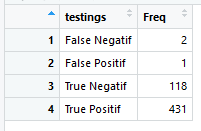 testings Freq
1 False Negatif 2
2 False Positif 1
3 True Negatif 118
4 True Positif 431